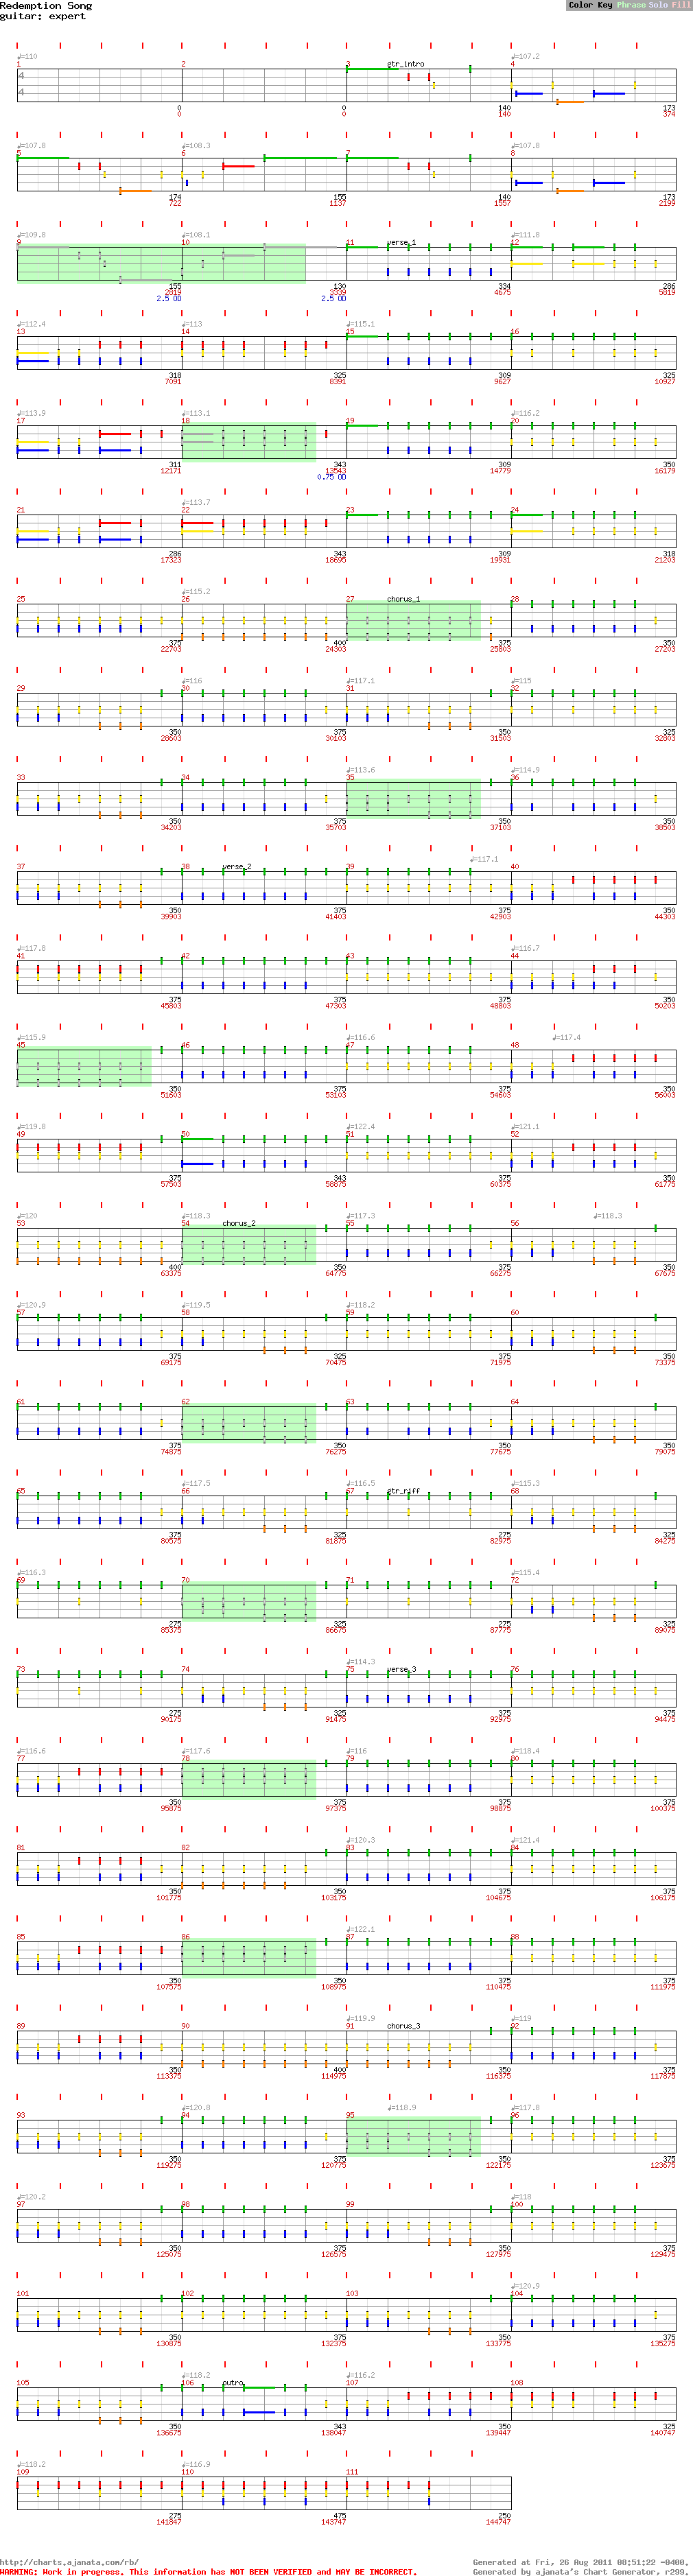 Redemption Song
guitar: expert
Color Key Phrase Solo Fill
♩=110
1 2 3 gtr_intro 4 ♩=107.2
0 0 140 173
0 0 140 374
♩=107.8 ♩=108.3 ♩=107.8
5 6 7 8
174 155 140 173
722 1137 1557 2199
♩=109.8 ♩=108.1 ♩=111.8
9 10 11 verse_1 12
155 130 334 286
2819 3339 4675 5819
2.5 OD 2.5 OD
♩=112.4 ♩=113 ♩=115.1
13 14 15 16
318 325 309 325
7091 8391 9627 10927
♩=113.9 ♩=113.1 ♩=116.2
17 18 19 20
311 343 309 350
12171 13543 14779 16179
0.75 OD
♩=113.7
21 22 23 24
286 343 309 318
17323 18695 19931 21203
♩=115.2
25 26 27 chorus_1 28
375 400 375 350
22703 24303 25803 27203
♩=116 ♩=117.1 ♩=115
29 30 31 32
350 375 350 325
28603 30103 31503 32803
♩=113.6 ♩=114.9
33 34 35 36
350 375 350 350
34203 35703 37103 38503
♩=117.1
37 38 verse_2 39 40
350 375 375 350
39903 41403 42903 44303
♩=117.8 ♩=116.7
41 42 43 44
375 375 375 350
45803 47303 48803 50203
♩=115.9 ♩=116.6 ♩=117.4
45 46 47 48
350 375 375 350
51603 53103 54603 56003
♩=119.8 ♩=122.4 ♩=121.1
49 50 51 52
375 343 375 350
57503 58875 60375 61775
♩=120 ♩=118.3 ♩=117.3 ♩=118.3
53 54 chorus_2 55 56
400 350 375 350
63375 64775 66275 67675
♩=120.9 ♩=119.5 ♩=118.2
57 58 59 60
375 325 375 350
69175 70475 71975 73375
61 62 63 64
375 350 350 350
74875 76275 77675 79075
♩=117.5 ♩=116.5 ♩=115.3
65 66 67 gtr_riff 68
375 325 275 325
80575 81875 82975 84275
♩=116.3 ♩=115.4
69 70 71 72
275 325 275 325
85375 86675 87775 89075
♩=114.3
73 74 75 verse_3 76
275 325 375 375
90175 91475 92975 94475
♩=116.6 ♩=117.6 ♩=116 ♩=118.4
77 78 79 80
350 375 375 375
95875 97375 98875 100375
♩=120.3 ♩=121.4
81 82 83 84
350 350 375 375
101775 103175 104675 106175
♩=122.1
85 86 87 88
350 350 375 375
107575 108975 110475 111975
♩=119.9 ♩=119
89 90 91 chorus_3 92
350 400 375 375
113375 114975 116375 117875
♩=120.8 ♩=118.9 ♩=117.8
93 94 95 96
350 375 350 375
119275 120775 122175 123675
♩=120.2 ♩=118
97 98 99 100
350 375 350 375
125075 126575 127975 129475
♩=120.9
101 102 103 104
350 375 350 375
130875 132375 133775 135275
♩=118.2 ♩=116.2
105 106 outro 107 108
350 343 350 325
136675 138047 139447 140747
♩=118.2 ♩=116.9
109 110 111
275 475 250
141847 143747 144747
http://charts.ajanata.com/rb/
Generated at Fri, 26 Aug 2011 08:51:22 -0400.
WARNING: Work in progress. This information has NOT BEEN VERIFIED and MAY BE INCORRECT.
Generated by ajanata's Chart Generator, r299.